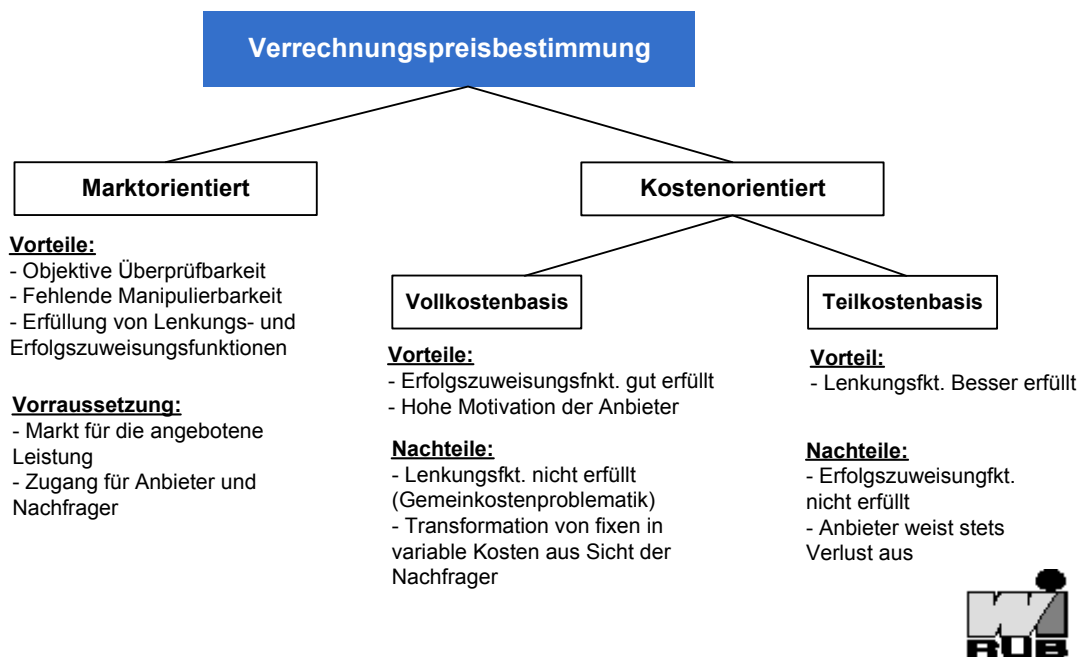 Verrechnungspreisbestimmung
Marktorientiert
Vorteile:
- Objektive Überprüfbarkeit
- Fehlende Manipulierbarkeit
- Erfüllung von Lenkungs- und
Erfolgszuweisungsfunktionen
Vorraussetzung:
- Markt für die angebotene
Leistung
- Zugang für Anbieter und
Nachfrager
Kostenorientiert
Vollkostenbasis
Vorteile:
- Erfolgszuweisungsfnkt. gut erfüllt
- Hohe Motivation der Anbieter
Nachteile:
- Lenkungsfkt. nicht erfüllt
(Gemeinkostenproblematik)
- Transformation von fixen in
variable Kosten aus Sicht der
Nachfrager
Teilkostenbasis
Vorteil:
- Lenkungsfkt. Besser erfüllt
Nachteile:
- Erfolgszuweisungfkt.
nicht erfüllt
- Anbieter weist stets
Verlust aus
Wi
RUB